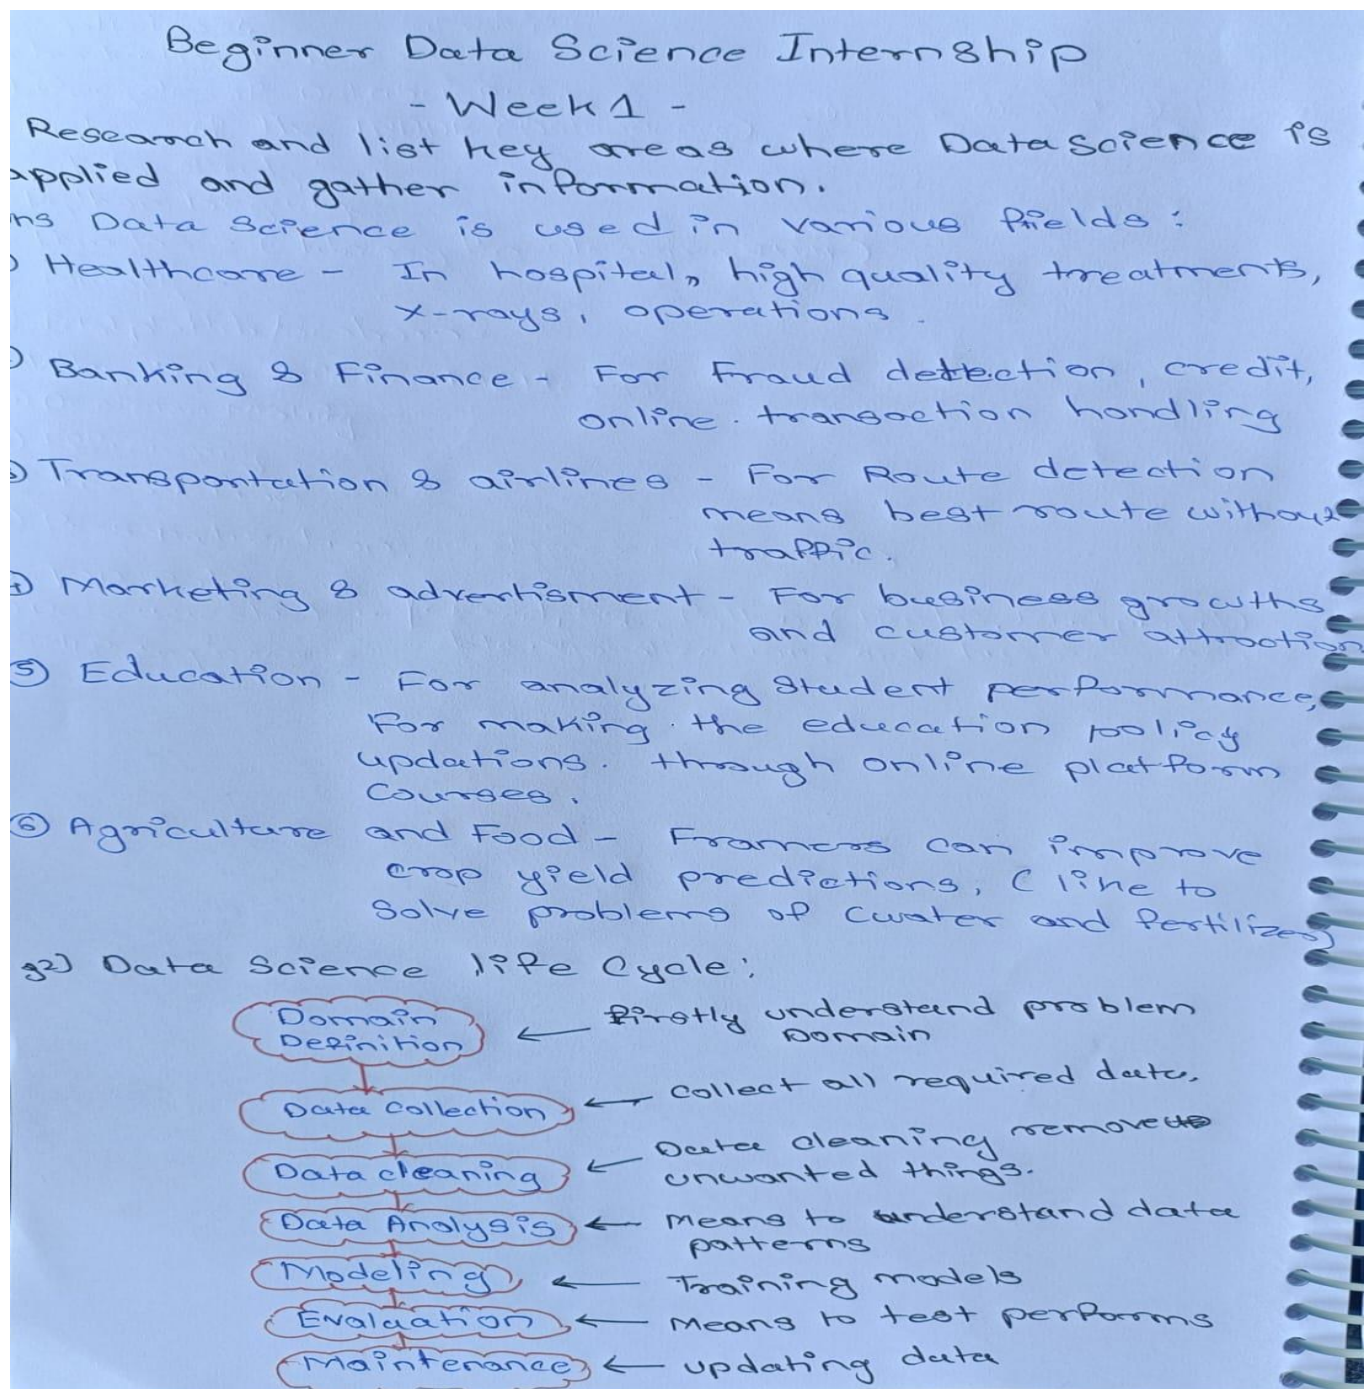 Beginner Data Science Internship
- Week 1 -
Research and list key areas where Data Science is
applied and gather information.
ns Data Science is used in various fields :
) Healthcare - In hospital, high quality treatments,
x-rays, operations.
) Banking & Finance - For Fraud detection, credit,
online transaction handling
) Transportation & airlines - For Route detection
means best route without
traffic.
4) Marketing & advertisment - For business growths
and customer attraction
5) Education - For analyzing Student performance,
For making the education policy
updations. through online platform
Courses.
6) Agriculture and Food - Framers can improve
crop yield predictions, (like to
Solve problems of water and fertilizers)
g2) Data Science life Cycle:
Domain
Definition ← firstly understand problem
Domain
Data Collection ← Collect all required data.
Data cleaning ← Data cleaning remove
unwanted things.
Data Analysis ← Means to understand data
patterns
Modeling ← Training models
Evaluation ← Means to test performs
Maintenance ← updating data